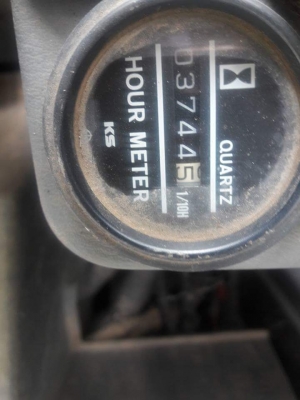 QUARTZ
037445 1/10H
HOUR METER
KS